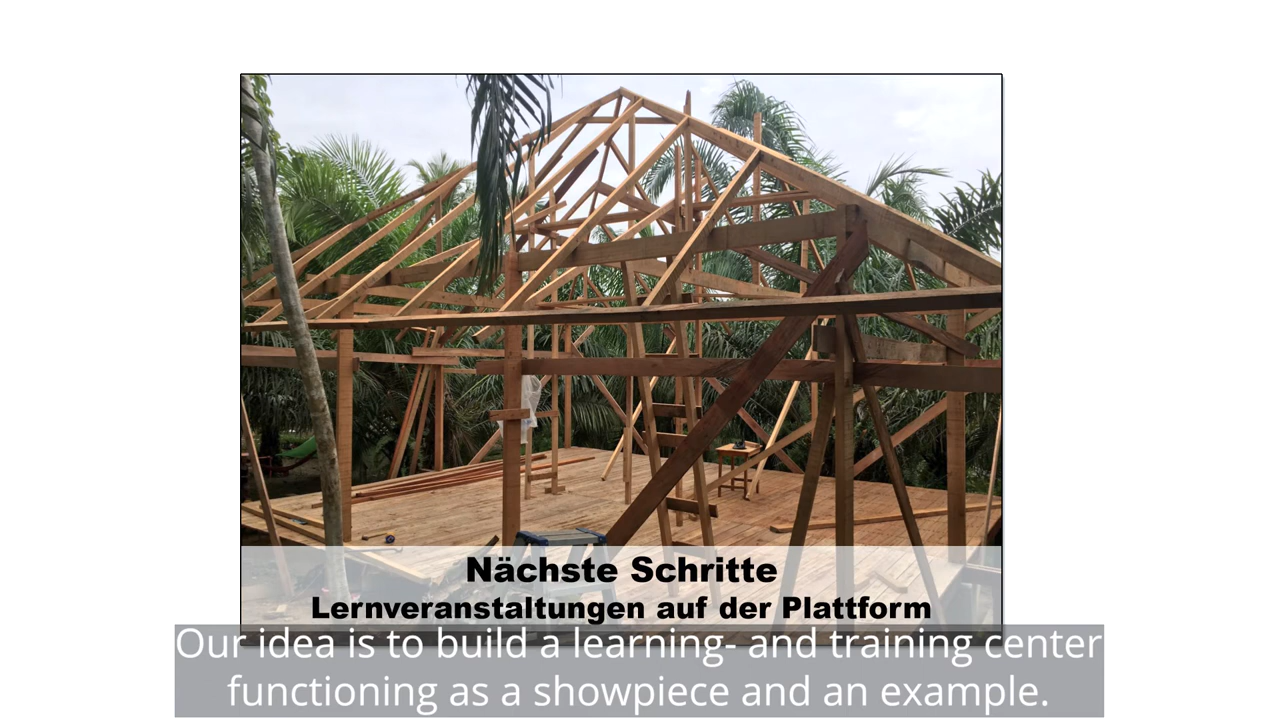 Nächste Schritte
Lernveranstaltungen auf der Plattform
Our idea is to build a learning- and training center
functioning as a showpiece and an example.